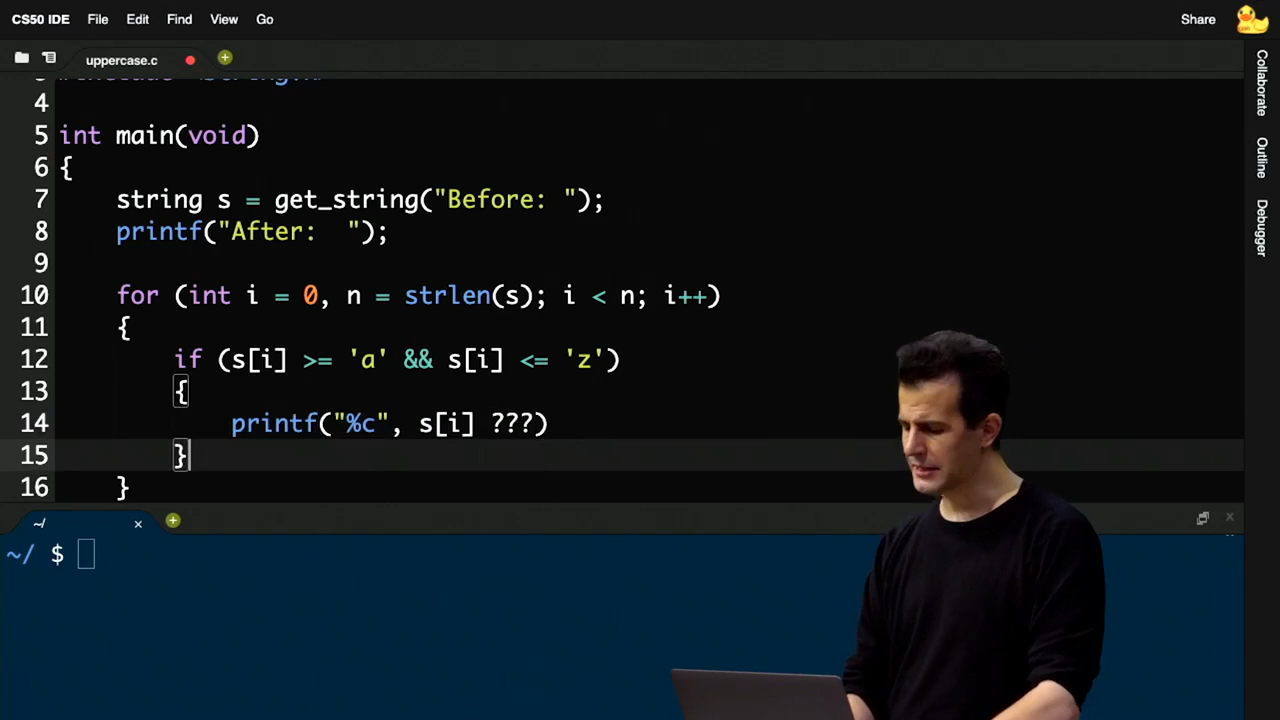 CS50 IDE File Edit Find View Go Share
uppercase.c
4
5 int main(void)
6 {
7 string s = get_string("Before: ");
8 printf("After:  ");
9
10 for (int i = 0, n = strlen(s); i < n; i++)
11 {
12 if (s[i] >= 'a' && s[i] <= 'z')
13 {
14 printf("%c", s[i] ???)
15 }
16 }
~/
~/ $
Collaborate
Outline
Debugger